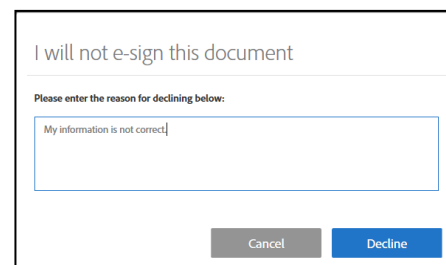 I will not e-sign this document
Please enter the reason for declining below:
My information is not correct.
Cancel
Decline